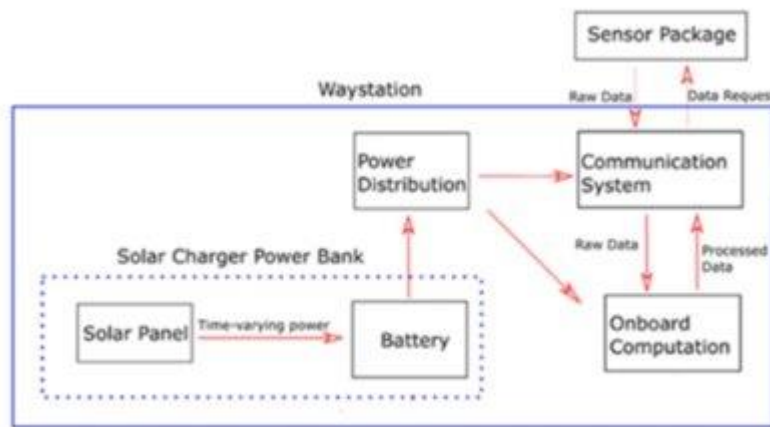 Sensor Package
Waystation
Raw Data
Data Reques
Power
Distribution
Communication
System
Solar Charger Power Bank
Raw Data
Processed
Data
Solar Panel
Time-varying power
Battery
Onboard
Computation